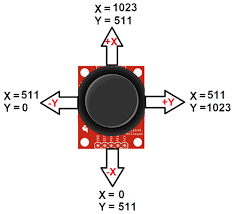 X = 1023
Y = 511
+X
X = 511
Y = 0
-Y
+Y
X = 511
Y = 1023
-X
X = 0
Y = 511